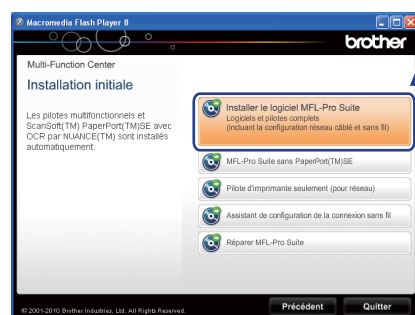 Macromedia Flash Player 8
brother
Multi-Function Center
Installation initiale
Les pilotes multifonctionnels et
ScanSoft(TM) PaperPort(TM)SE avec
OCR par NUANCE(TM) sont installés
automatiquement.
Installer le logiciel MFL-Pro Suite
Logiciels et pilotes complets
(incluant la configuration réseau câblé et sans fil)
MFL-Pro Suite sans PaperPort(TM)SE
Pilote d'imprimante seulement (pour réseau)
Assistant de configuration de la connexion sans fil
Réparer MFL-Pro Suite
© 2001-2010 Brother Industries, Ltd. All Rights Reserved.
Précédent
Quitter